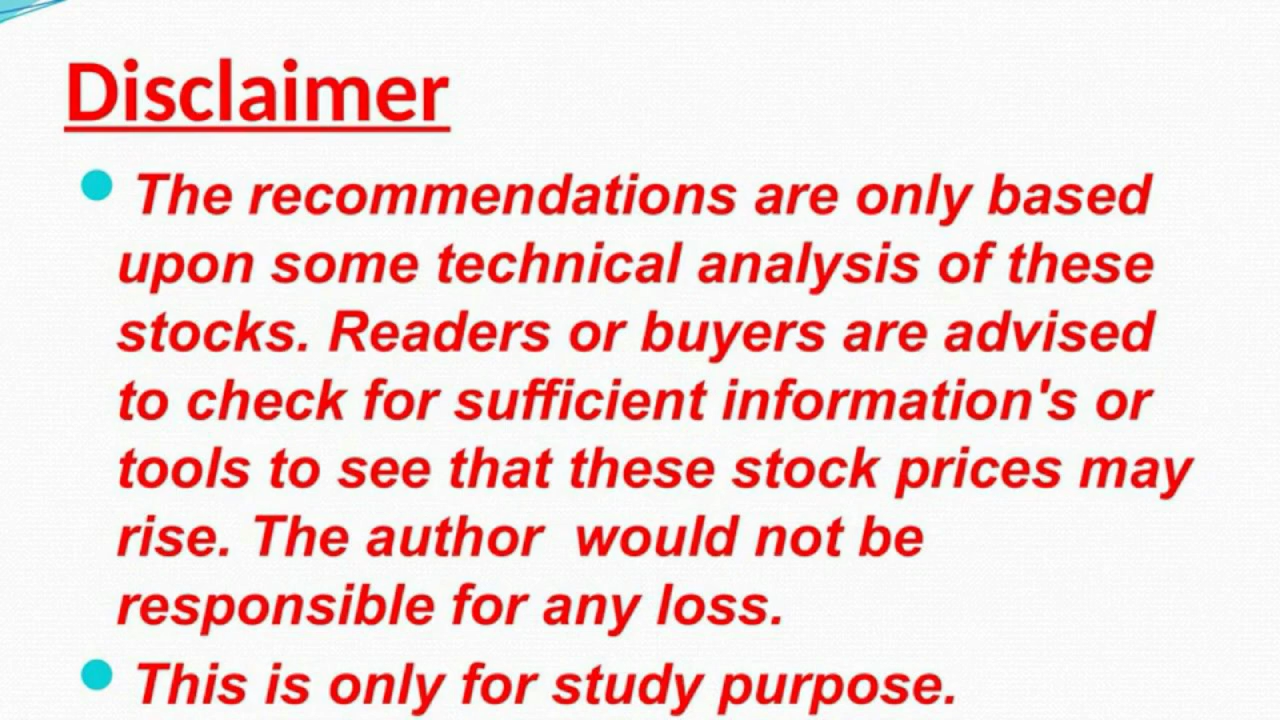 Disclaimer
The recommendations are only based
upon some technical analysis of these
stocks. Readers or buyers are advised
to check for sufficient information's or
tools to see that these stock prices may
rise. The author  would not be
responsible for any loss.
This is only for study purpose.